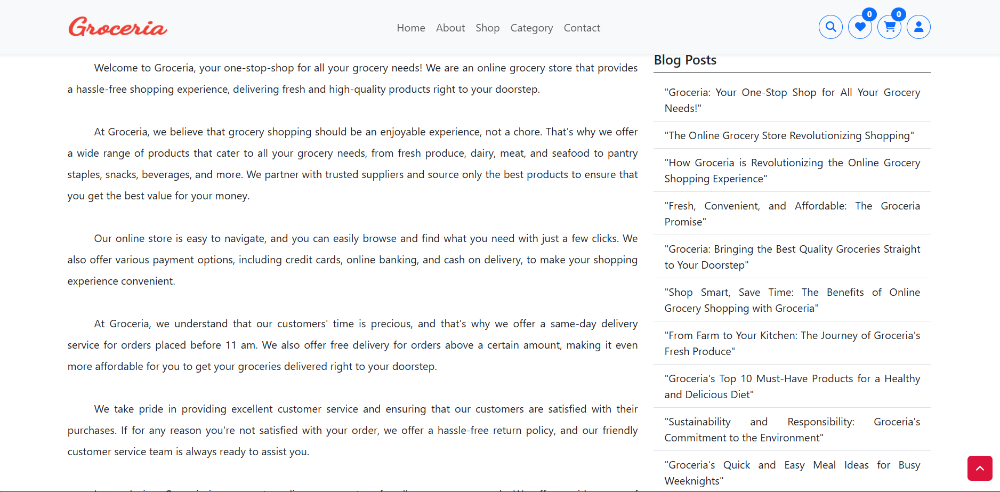 Groceria
Home About Shop Category Contact
0
0
Welcome to Groceria, your one-stop-shop for all your grocery needs! We are an online grocery store that provides
a hassle-free shopping experience, delivering fresh and high-quality products right to your doorstep.
At Groceria, we believe that grocery shopping should be an enjoyable experience, not a chore. That's why we offer
a wide range of products that cater to all your grocery needs, from fresh produce, dairy, meat, and seafood to pantry
staples, snacks, beverages, and more. We partner with trusted suppliers and source only the best products to ensure that
you get the best value for your money.
Our online store is easy to navigate, and you can easily browse and find what you need with just a few clicks. We
also offer various payment options, including credit cards, online banking, and cash on delivery, to make your shopping
experience convenient.
At Groceria, we understand that our customers' time is precious, and that's why we offer a same-day delivery
service for orders placed before 11 am. We also offer free delivery for orders above a certain amount, making it even
more affordable for you to get your groceries delivered right to your doorstep.
We take pride in providing excellent customer service and ensuring that our customers are satisfied with their
purchases. If for any reason you're not satisfied with your order, we offer a hassle-free return policy, and our friendly
customer service team is always ready to assist you.
Blog Posts
"Groceria: Your One-Stop Shop for All Your Grocery
Needs!"
"The Online Grocery Store Revolutionizing Shopping"
"How Groceria is Revolutionizing the Online Grocery
Shopping Experience"
"Fresh, Convenient, and Affordable: The Groceria
Promise"
"Groceria: Bringing the Best Quality Groceries Straight
to Your Doorstep"
"Shop Smart, Save Time: The Benefits of Online
Grocery Shopping with Groceria"
"From Farm to Your Kitchen: The Journey of Groceria's
Fresh Produce"
"Groceria's Top 10 Must-Have Products for a Healthy
and Delicious Diet"
"Sustainability and Responsibility: Groceria's
Commitment to the Environment"
"Groceria's Quick and Easy Meal Ideas for Busy
Weeknights"